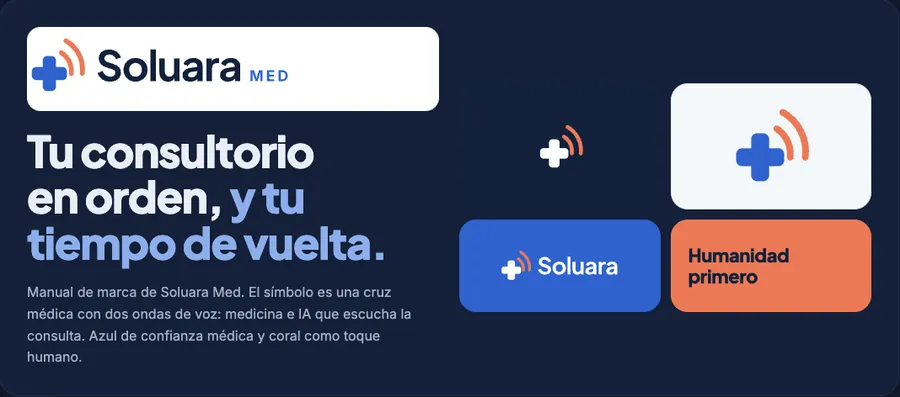 Soluara MED
Tu consultorio
en orden, y tu
tiempo de vuelta.
Manual de marca de Soluara Med. El símbolo es una cruz
médica con dos ondas de voz: medicina e IA que escucha la
consulta. Azul de confianza médica y coral como toque
humano.
Soluara
Humanidad
primero